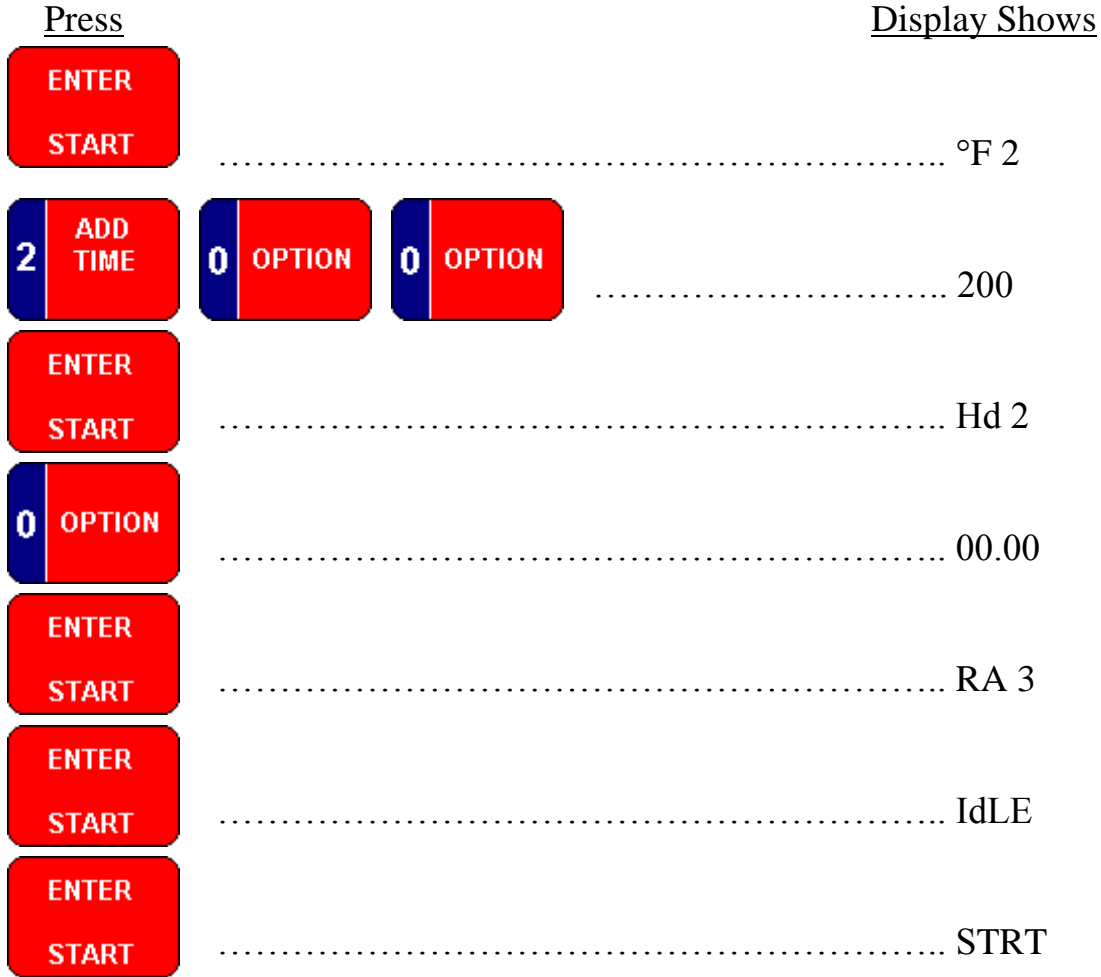 Press Display Shows
ENTER
START ……………………………………………………….. °F 2
2 ADD TIME 0 OPTION 0 OPTION ……………………….. 200
ENTER
START ……………………………………………………….. Hd 2
0 OPTION ……………………………………………………….. 00.00
ENTER
START ……………………………………………………….. RA 3
ENTER
START ……………………………………………………….. IdLE
ENTER
START ……………………………………………………….. STRT